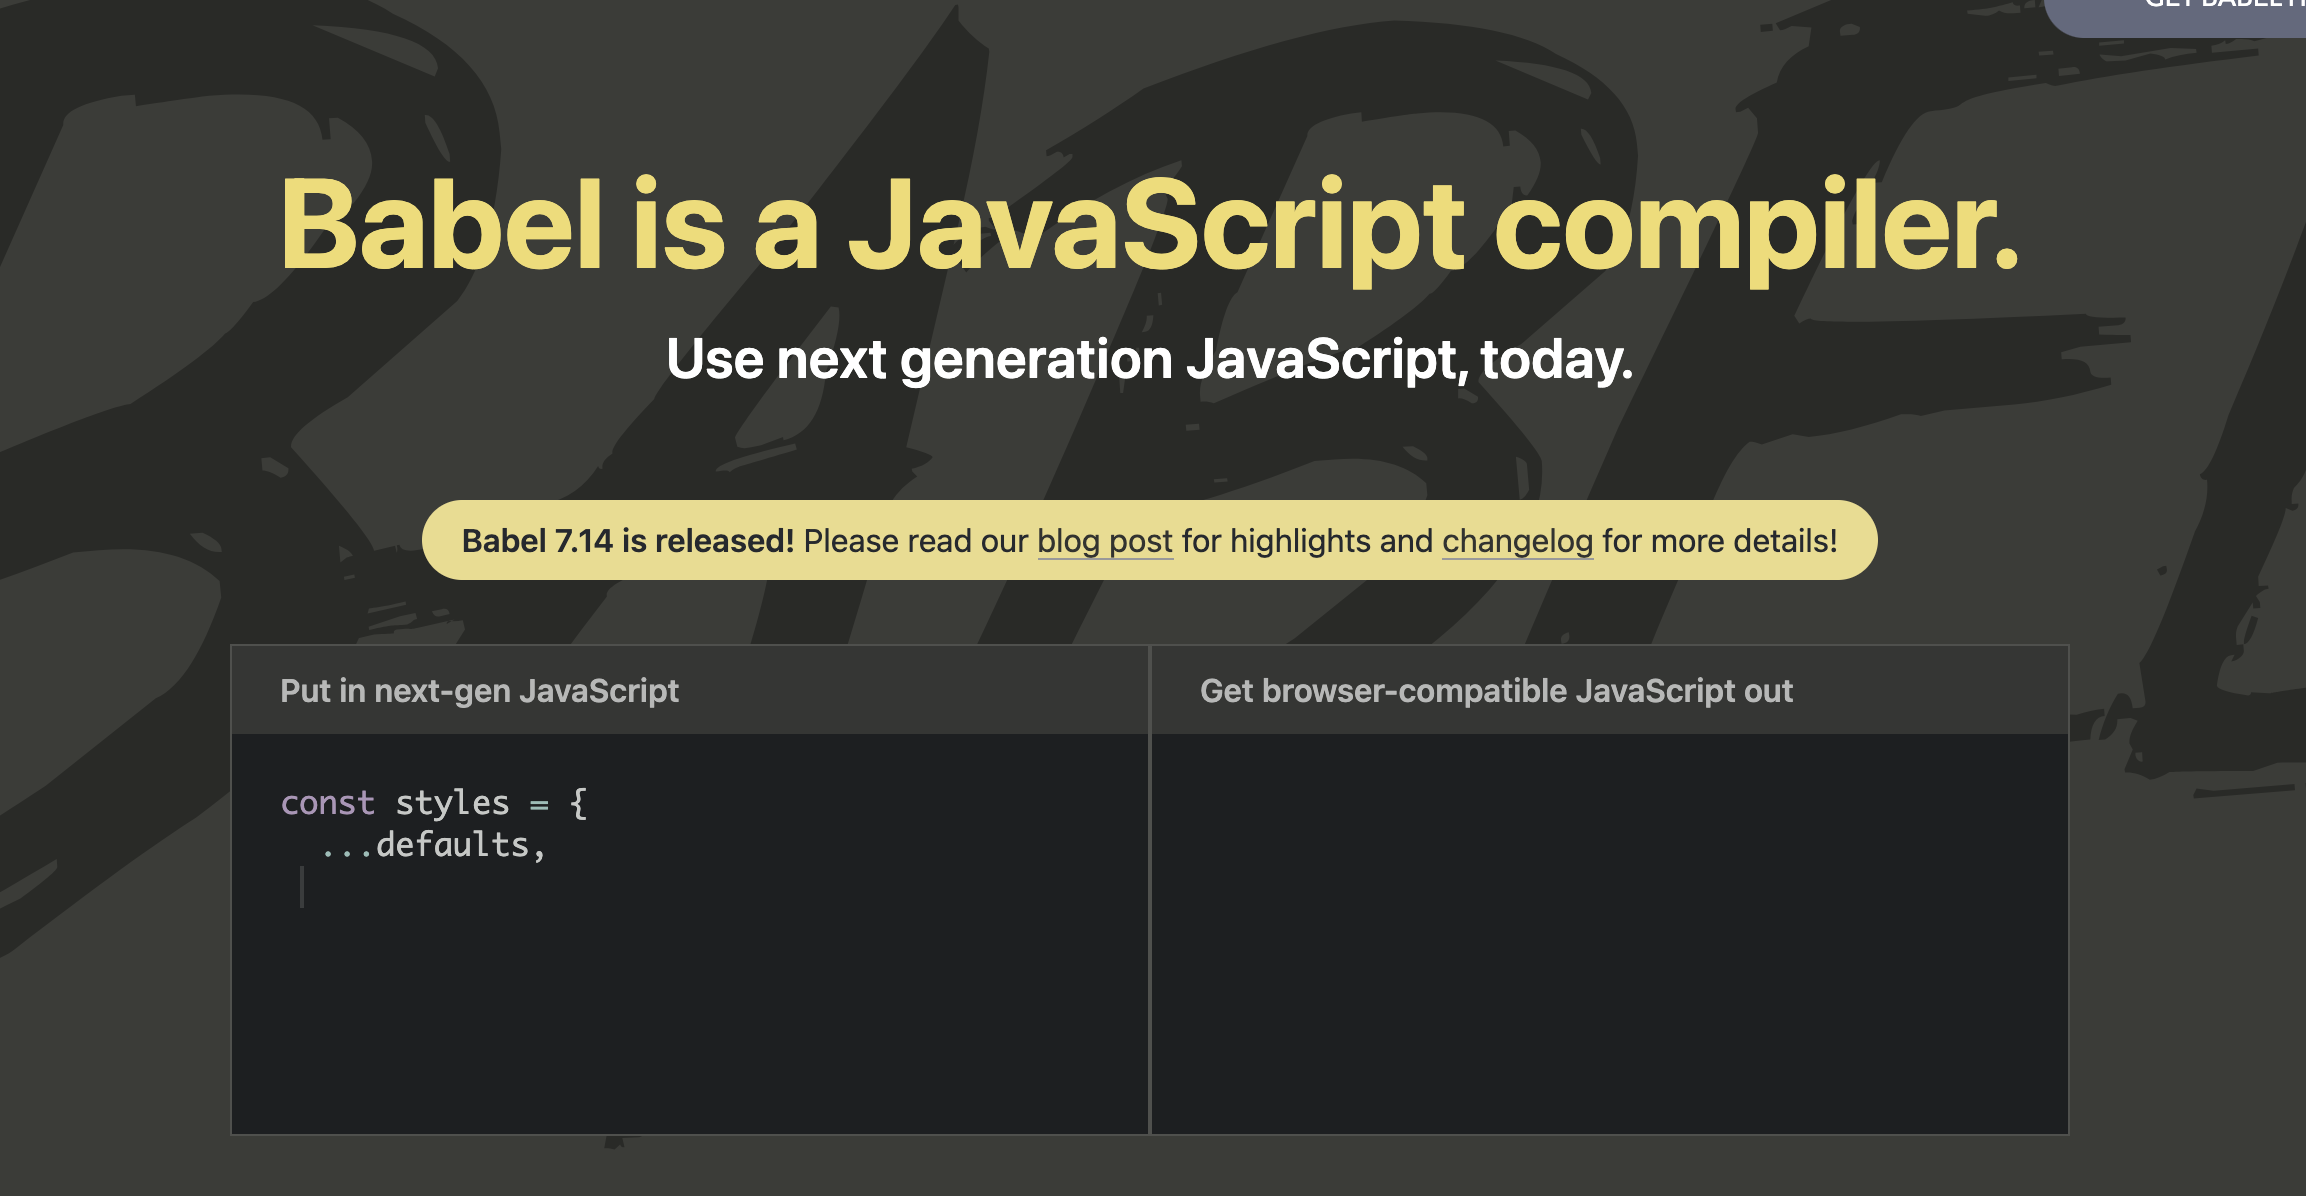 Babel is a JavaScript compiler.
Use next generation JavaScript, today.
Babel 7.14 is released! Please read our blog post for highlights and changelog for more details!
Put in next-gen JavaScript
const styles = {
  ...defaults,
Get browser-compatible JavaScript out
BABEL